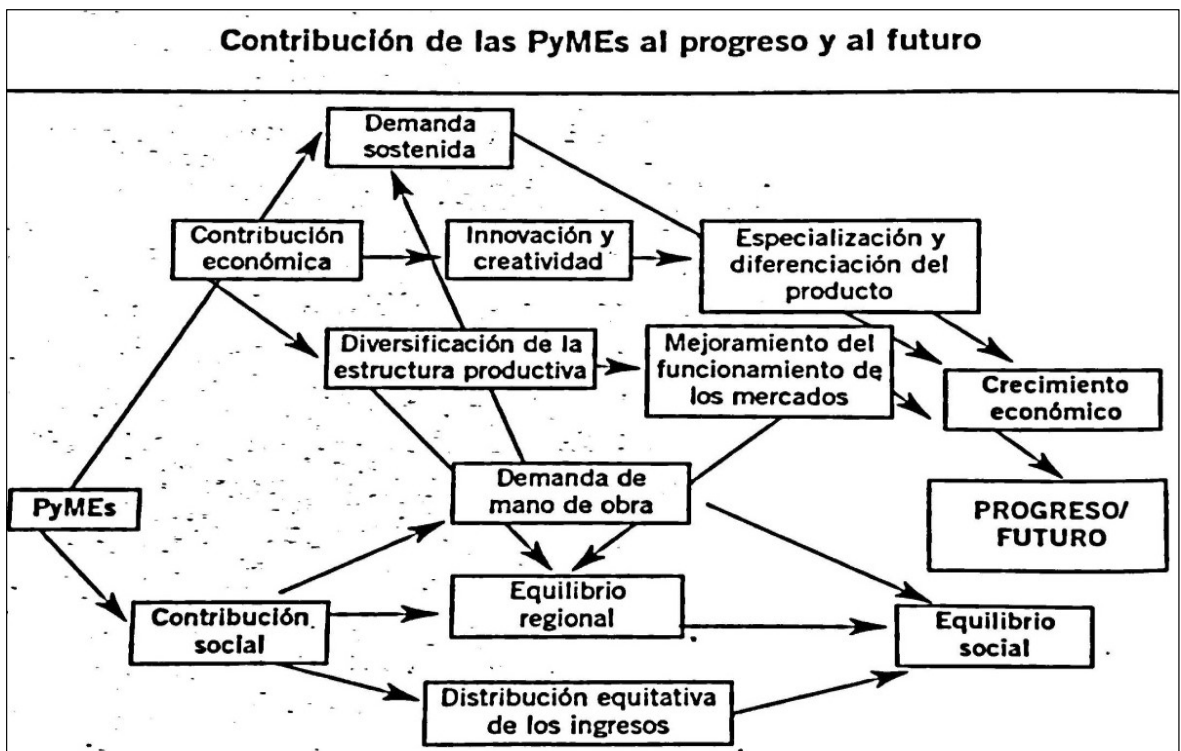 Contribución de las PyMEs al progreso y al futuro
Demanda
sostenida
Contribución
económica
Innovación y
creatividad
Especialización y
diferenciación del
producto
Diversificación de la
estructura productiva
Mejoramiento del
funcionamiento de
los mercados
Crecimiento
económico
Demanda de
mano de obra
PyMEs
PROGRESO/
FUTURO
Equilibrio
regional
Contribución
social
Equilibrio
social
Distribución equitativa
de los ingresos